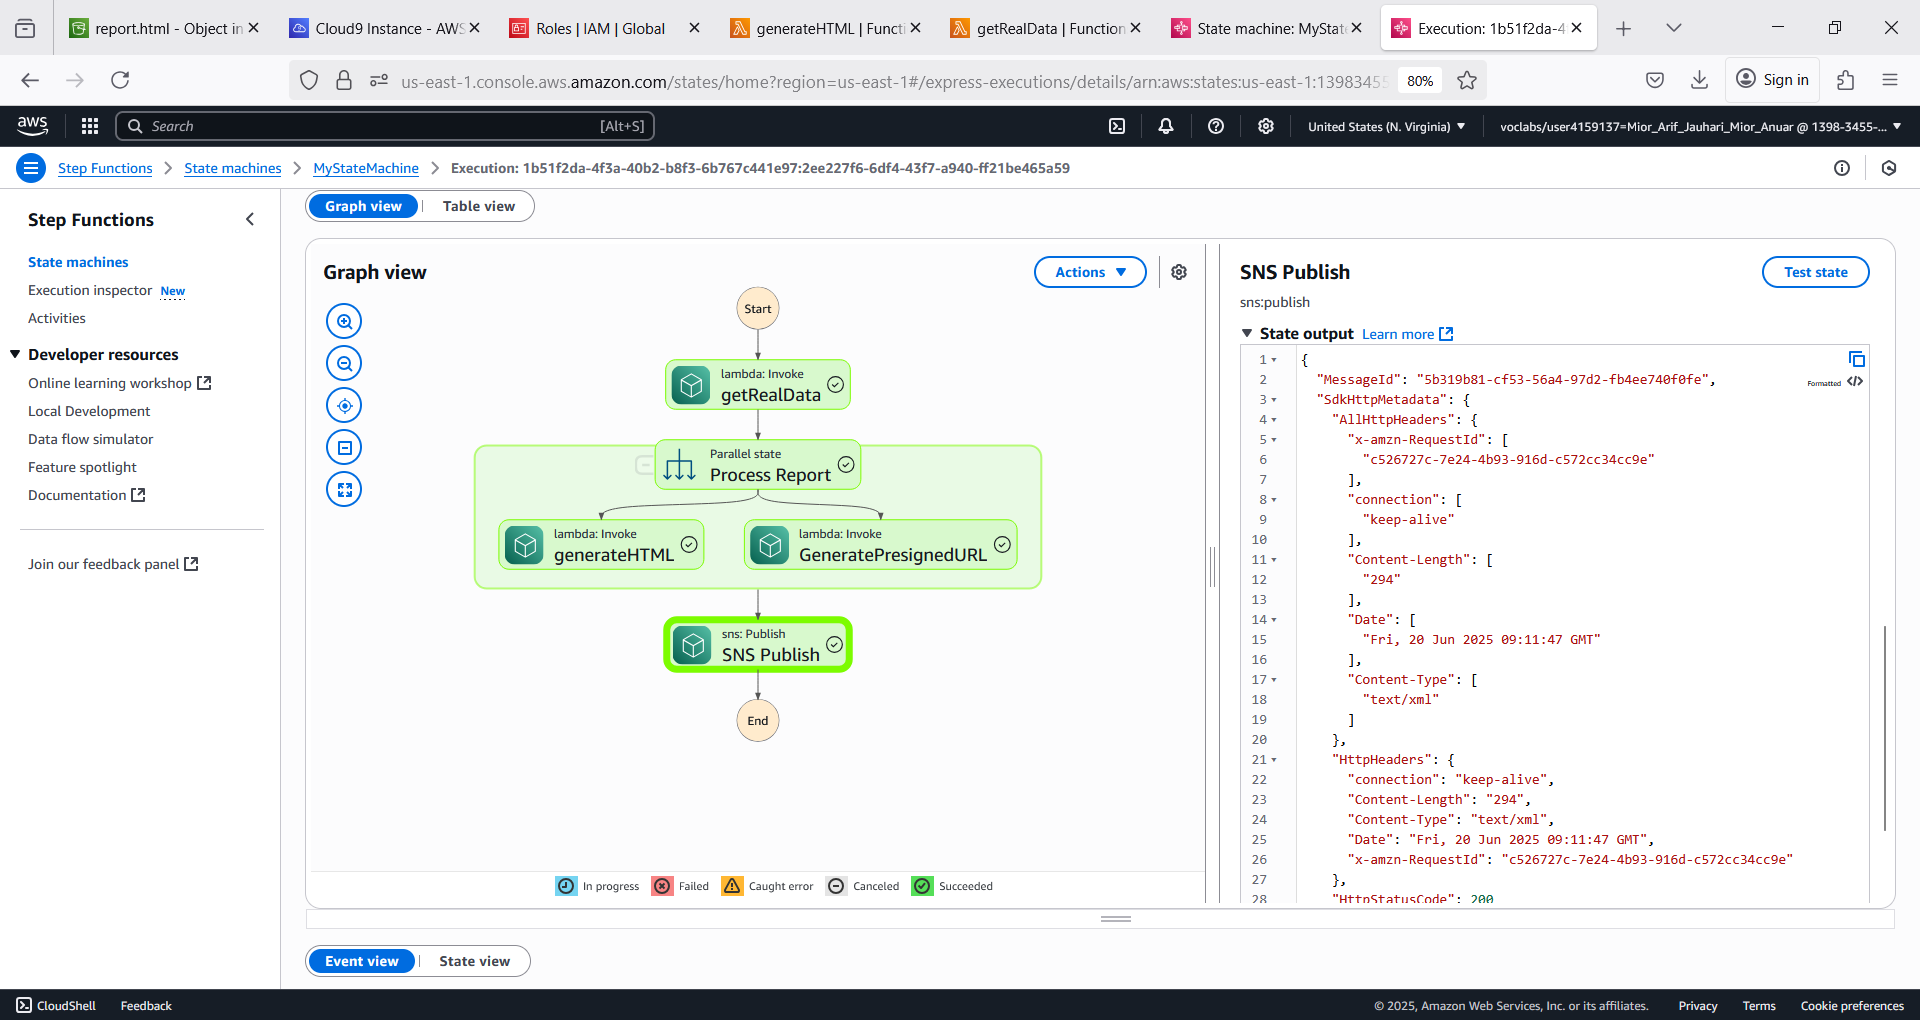 report.html - Object in
Cloud9 Instance - AWS
Roles | IAM | Global
generateHTML | Functi
getRealData | Function
State machine: MyState
Execution: 1b51f2da-4
us-east-1.console.aws.amazon.com/states/home?region=us-east-1#/express-executions/details/arn:aws:states:us-east-1:1398345
80%
Sign in
aws
Search
[Alt+S]
United States (N. Virginia)
voclabs/user4159137=Mior_Arif_Jauhari_Mior_Anuar @ 1398-3455-...
Step Functions
State machines
MyStateMachine
Execution: 1b51f2da-4f3a-40b2-b8f3-6b767c441e97:2ee227f6-6df4-43f7-a940-ff21be465a59
Step Functions
State machines
Execution inspector New
Activities
Developer resources
Online learning workshop
Local Development
Data flow simulator
Feature spotlight
Documentation
Join our feedback panel
Graph view
Table view
Graph view
Actions
Start
lambda: Invoke
getRealData
Parallel state
Process Report
lambda: Invoke
generateHTML
lambda: Invoke
GeneratePresignedURL
sns: Publish
SNS Publish
End
In progress
Failed
Caught error
Canceled
Succeeded
SNS Publish
Test state
sns:publish
State output Learn more
Formatted
1 {
2 "MessageId": "5b319b81-cf53-56a4-97d2-fb4ee740f0fe",
3 "SdkHttpMetadata": {
4 "AllHttpHeaders": {
5 "x-amzn-RequestId": [
6 "c526727c-7e24-4b93-916d-c572cc34cc9e"
7 ],
8 "connection": [
9 "keep-alive"
10 ],
11 "Content-Length": [
12 "294"
13 ],
14 "Date": [
15 "Fri, 20 Jun 2025 09:11:47 GMT"
16 ],
17 "Content-Type": [
18 "text/xml"
19 ]
20 },
21 "HttpHeaders": {
22 "connection": "keep-alive",
23 "Content-Length": "294",
24 "Content-Type": "text/xml",
25 "Date": "Fri, 20 Jun 2025 09:11:47 GMT",
26 "x-amzn-RequestId": "c526727c-7e24-4b93-916d-c572cc34cc9e"
27 },
28 "HttpStatusCode": 200
Event view
State view
CloudShell
Feedback
© 2025, Amazon Web Services, Inc. or its affiliates.
Privacy
Terms
Cookie preferences